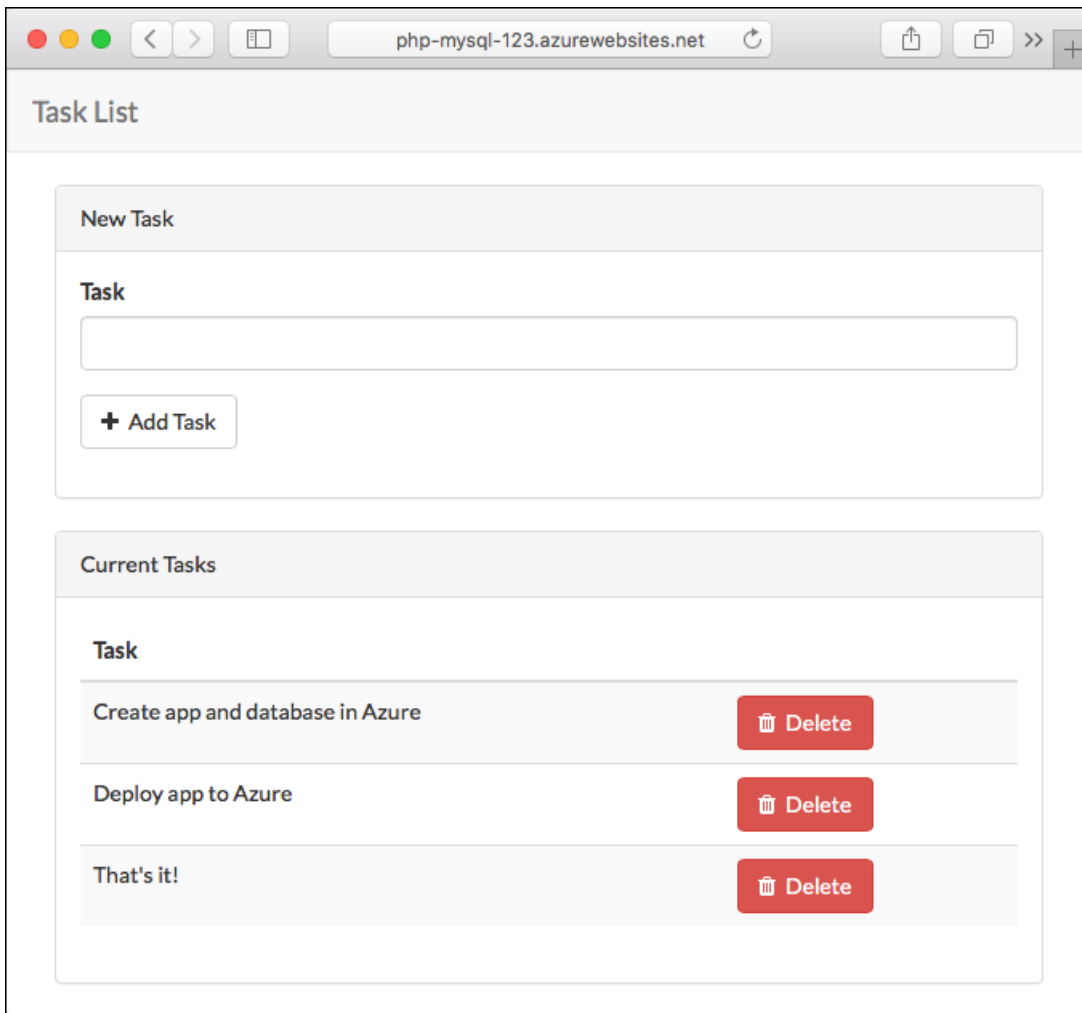 php-mysql-123.azurewebsites.net
Task List
New Task
Task
Add Task
Current Tasks
Task
Create app and database in Azure
Delete
Deploy app to Azure
Delete
That's it!
Delete